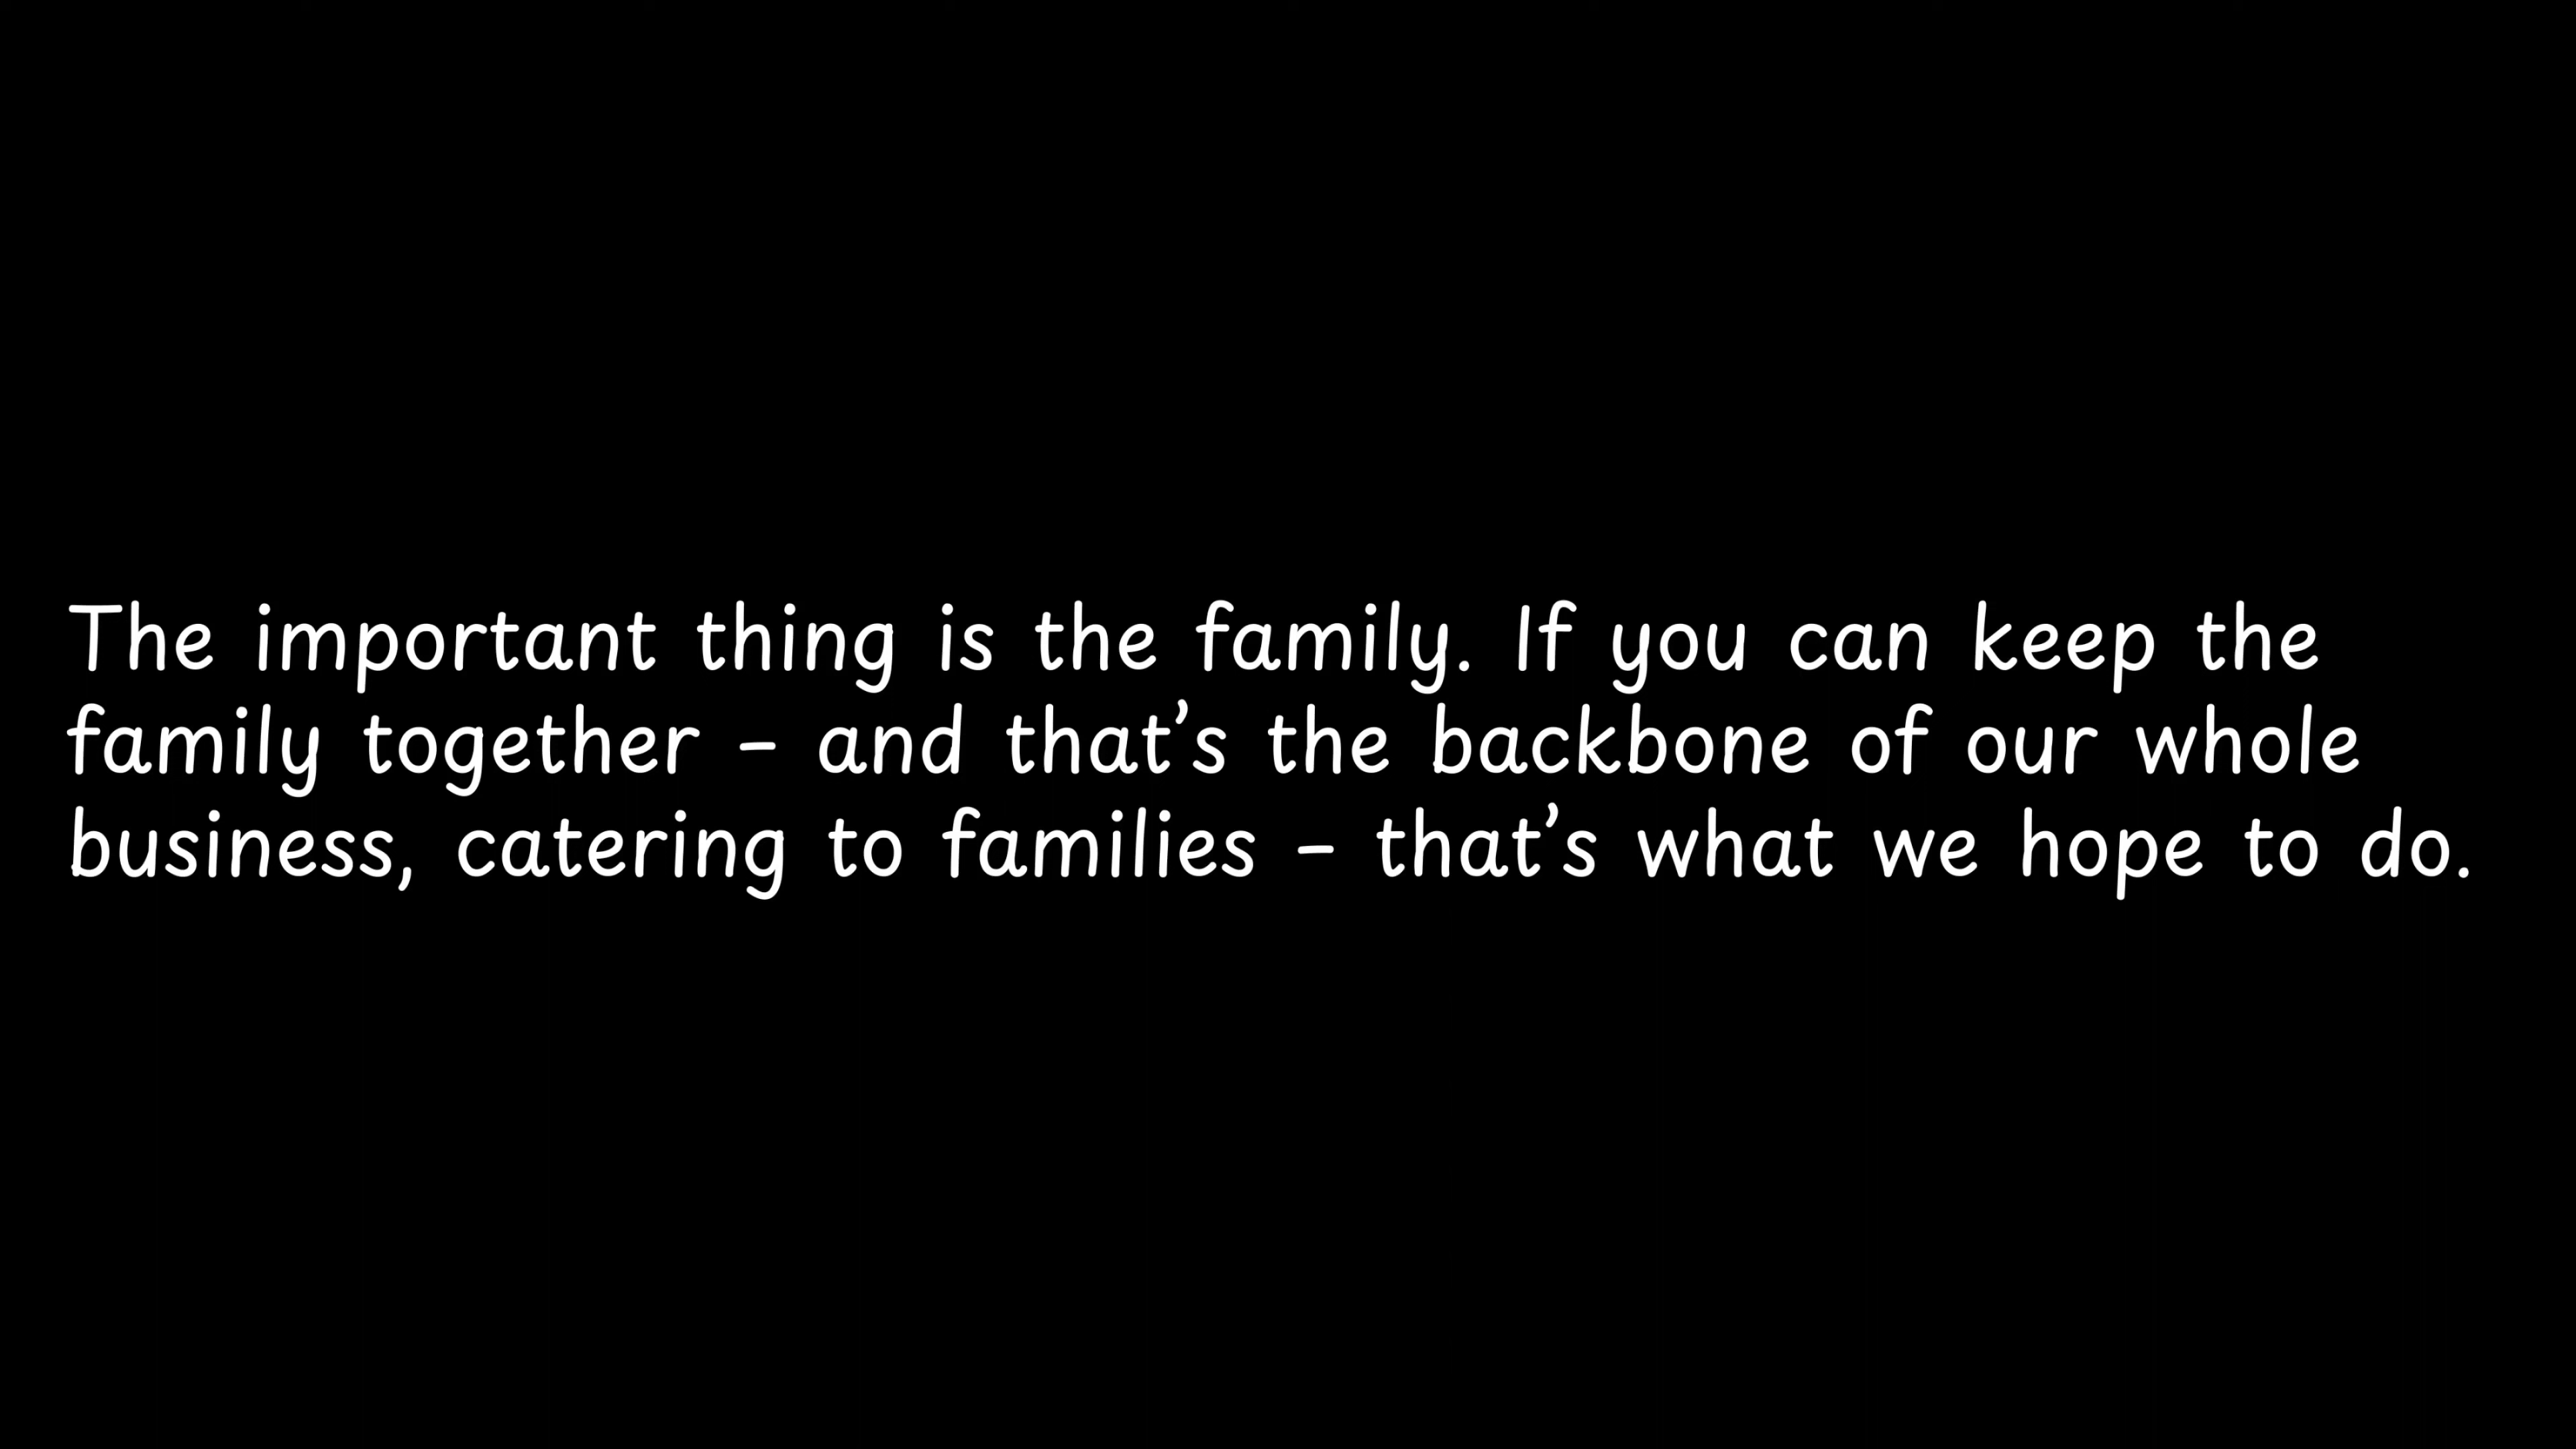 The important thing is the family. If you can keep the
family together – and that’s the backbone of our whole
business, catering to families – that’s what we hope to do.